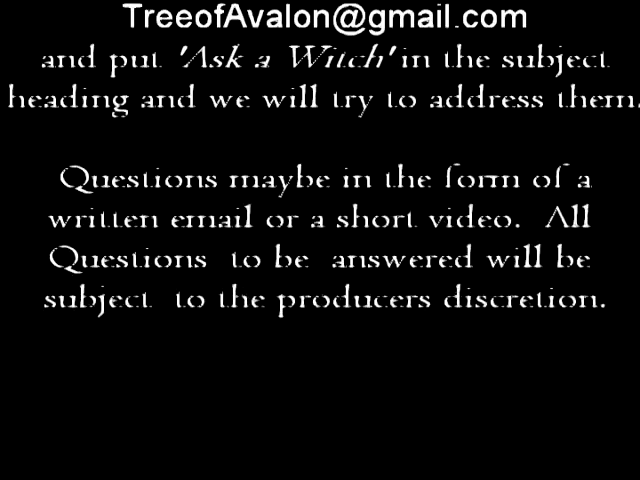 TreeofAvalon@gmail.com
and put 'Ask a Witch' in the subject
heading and we will try to address them.
Questions maybe in the form of a
written email or a short video. All
Questions to be answered will be
subject to the producers discretion.